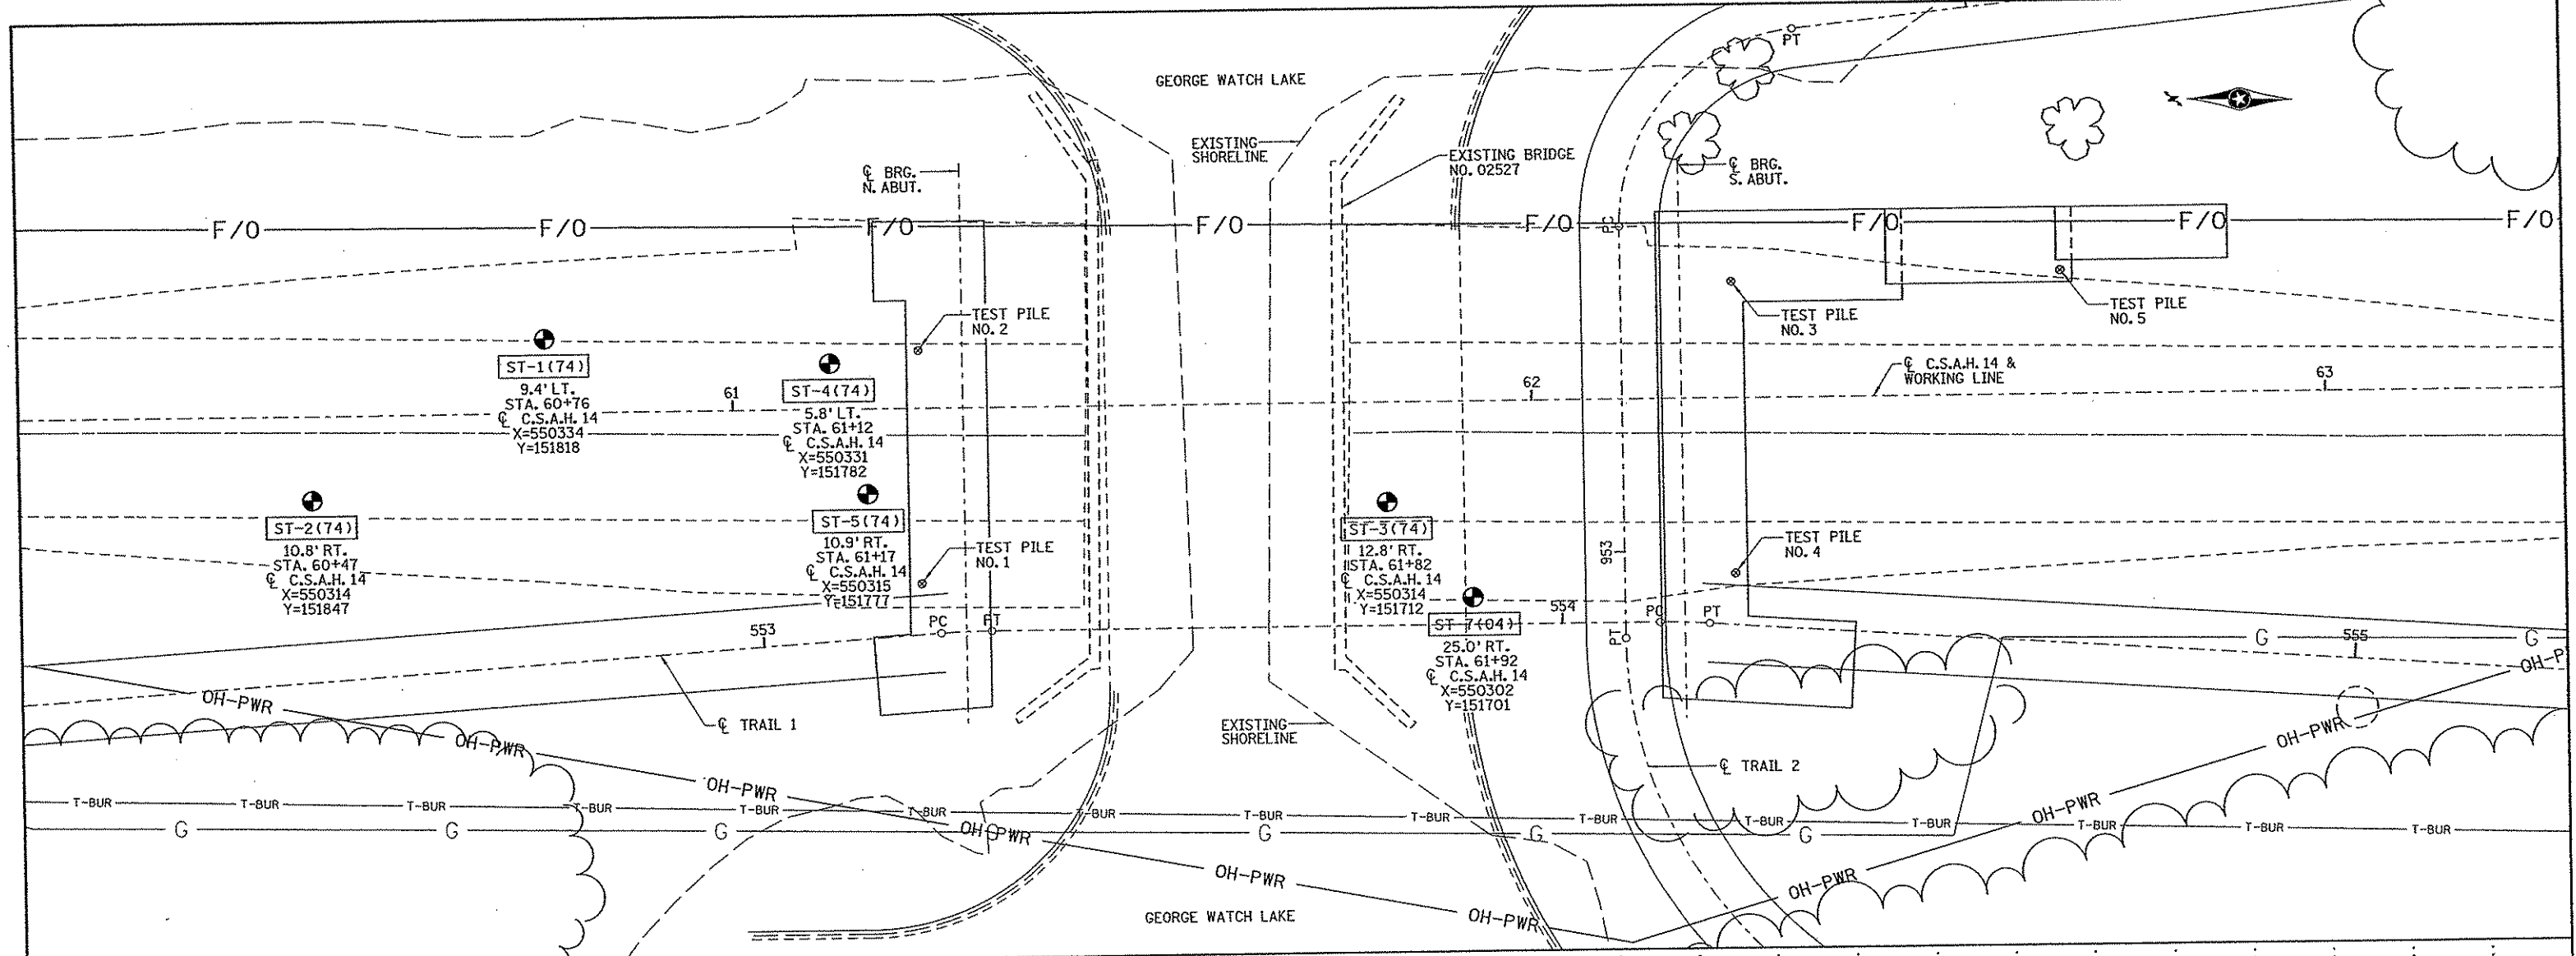 PT
GEORGE WATCH LAKE
EXISTING
SHORELINE
EXISTING BRIDGE
NO. 02527
℄ BRG.
N. ABUT.
℄ BRG.
S. ABUT.
F/O F/O F/O F/O F/O F/O F/O F/O
PC
TEST PILE
NO. 2
TEST PILE
NO. 3
TEST PILE
NO. 5
ST-1(74)
9.4' LT.
STA. 60+76
℄ C.S.A.H. 14
X=550334
Y=151818
61
ST-4(74)
5.8' LT.
STA. 61+12
℄ C.S.A.H. 14
X=550331
Y=151782
62
℄ C.S.A.H. 14 &
WORKING LINE
63
ST-2(74)
10.8' RT.
STA. 60+47
℄ C.S.A.H. 14
X=550314
Y=151847
ST-5(74)
10.9' RT.
STA. 61+17
℄ C.S.A.H. 14
X=550315
Y=151777
TEST PILE
NO. 1
ST-3(74)
12.8' RT.
STA. 61+82
℄ C.S.A.H. 14
X=550314
Y=151712
953
TEST PILE
NO. 4
553
PC PT
ST-7(04)
25.0' RT.
STA. 61+92
℄ C.S.A.H. 14
X=550302
Y=151701
554
PT
PC PT
G 555 G
OH-P
OH-PWR
℄ TRAIL 1
EXISTING
SHORELINE
OH-PWR
OH-PWR
℄ TRAIL 2
OH-PWR
T-BUR T-BUR T-BUR T-BUR T-BUR T-BUR T-BUR T-BUR T-BUR T-BUR T-BUR T-BUR T-BUR T-BUR T-BUR
OH-PWR
G G G G G G G
OH-PWR
OH-PWR
OH-PWR
GEORGE WATCH LAKE
OH-PWR